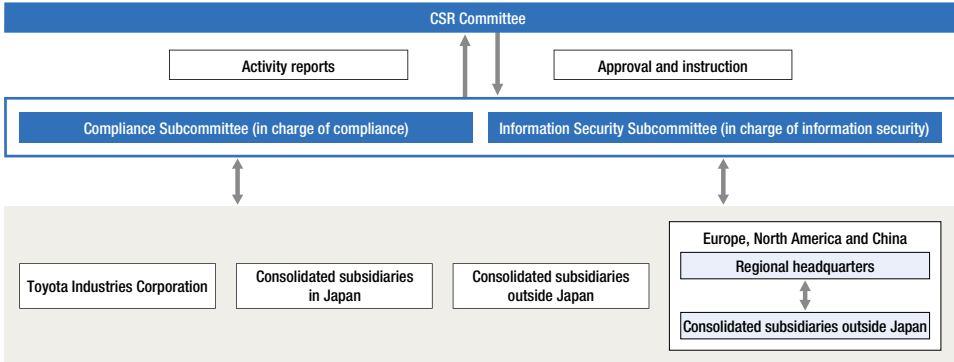 CSR Committee
Activity reports
Approval and instruction
Compliance Subcommittee (in charge of compliance)
Information Security Subcommittee (in charge of information security)
Toyota Industries Corporation
Consolidated subsidiaries
in Japan
Consolidated subsidiaries
outside Japan
Europe, North America and China
Regional headquarters
Consolidated subsidiaries outside Japan